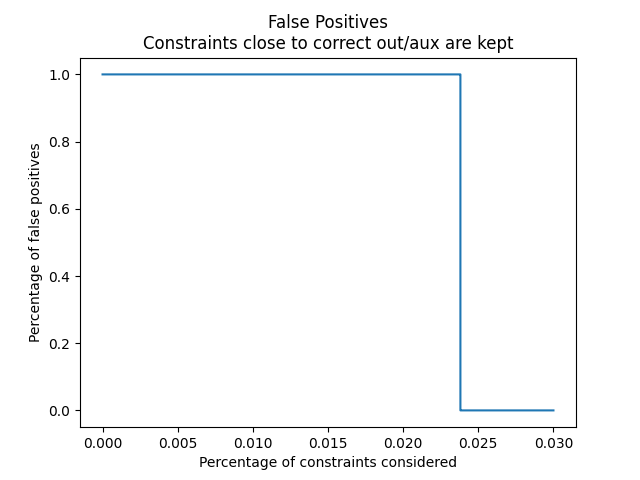 False Positives
Constraints close to correct out/aux are kept
Percentage of false positives
1.0
0.8
0.6
0.4
0.2
0.0
0.000 0.005 0.010 0.015 0.020 0.025 0.030
Percentage of constraints considered